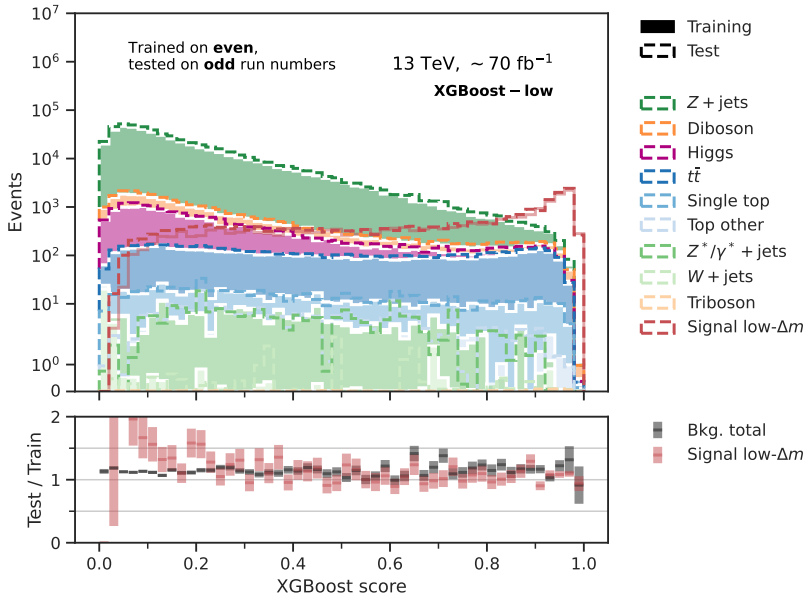 Trained on even,
tested on odd run numbers
13 TeV, ~ 70 fb⁻¹
XGBoost − low
Events
10⁷
10⁶
10⁵
10⁴
10³
10²
10¹
10⁰
0
Training
Test
Z + jets
Diboson
Higgs
tt̄
Single top
Top other
Z*/γ* + jets
W + jets
Triboson
Signal low-Δm
Test / Train
2
1
0
Bkg. total
Signal low-Δm
0.0 0.2 0.4 0.6 0.8 1.0
XGBoost score